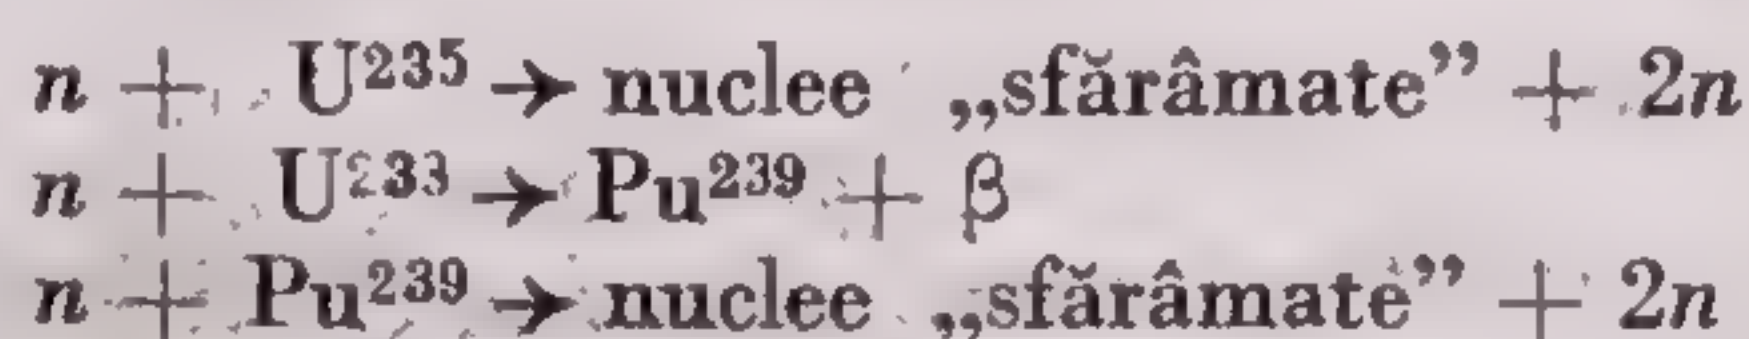 n + U²³⁵ → nuclee „sfărâmate” + 2n
n + U²³³ → Pu²³⁹ + β
n + Pu²³⁹ → nuclee „sfărâmate” + 2n